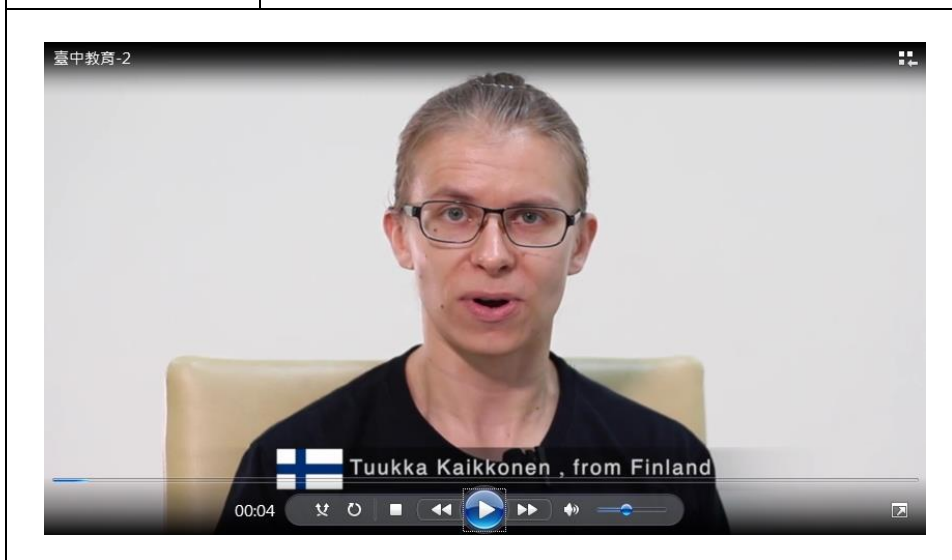 臺中教育-2
Tuukka Kaikkonen , from Finland
00:04